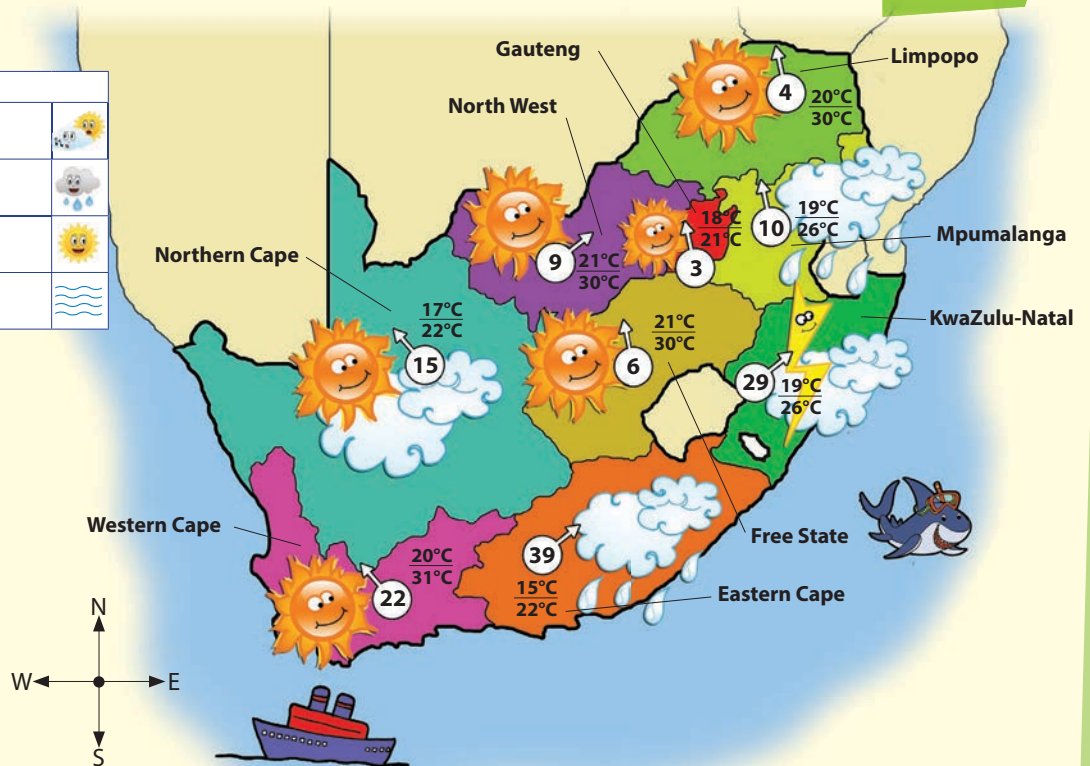 Gauteng
Limpopo
4
20°C
30°C
North West
18°C
21°C
10
19°C
26°C
Mpumalanga
Northern Cape
9
21°C
30°C
3
17°C
22°C
15
21°C
30°C
6
KwaZulu-Natal
29
19°C
26°C
Western Cape
20°C
31°C
22
39
15°C
22°C
Free State
Eastern Cape
N
W E
S